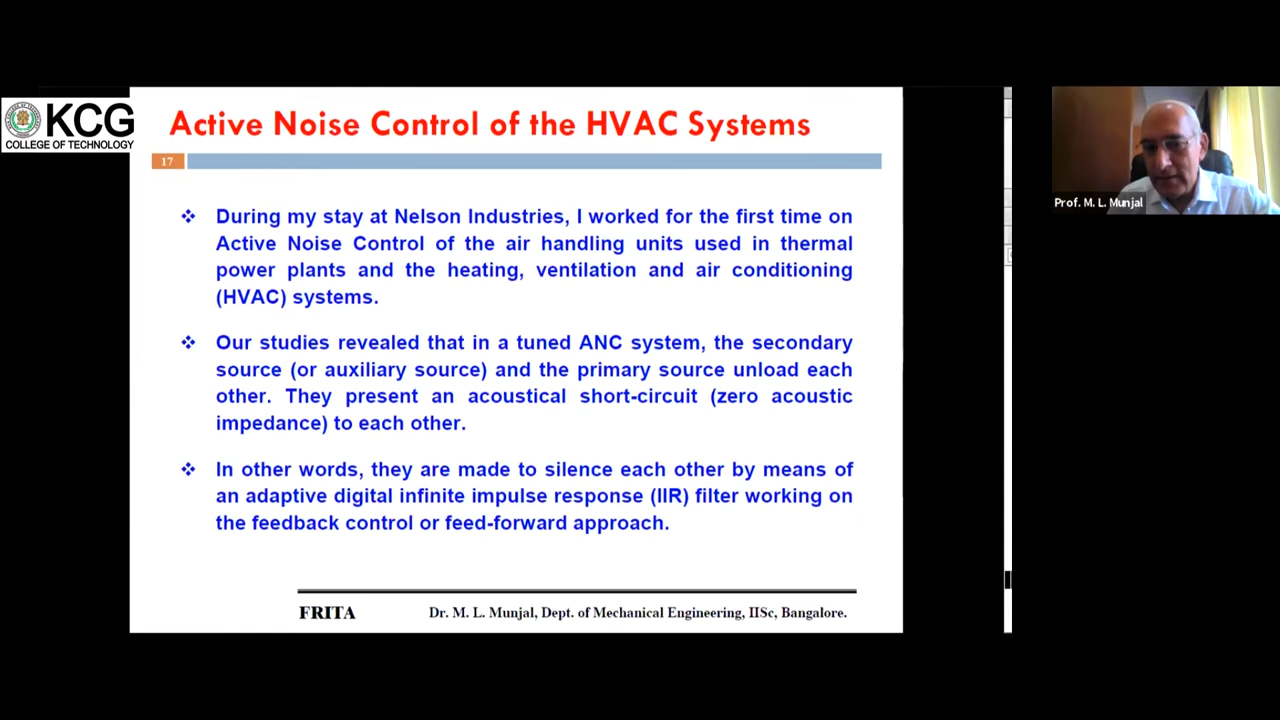 KCG
COLLEGE OF TECHNOLOGY
Active Noise Control of the HVAC Systems
17
Prof. M. L. Munjal
❖ During my stay at Nelson Industries, I worked for the first time on
Active Noise Control of the air handling units used in thermal
power plants and the heating, ventilation and air conditioning
(HVAC) systems.
❖ Our studies revealed that in a tuned ANC system, the secondary
source (or auxiliary source) and the primary source unload each
other. They present an acoustical short-circuit (zero acoustic
impedance) to each other.
❖ In other words, they are made to silence each other by means of
an adaptive digital infinite impulse response (IIR) filter working on
the feedback control or feed-forward approach.
FRITA Dr. M. L. Munjal, Dept. of Mechanical Engineering, IISc, Bangalore.